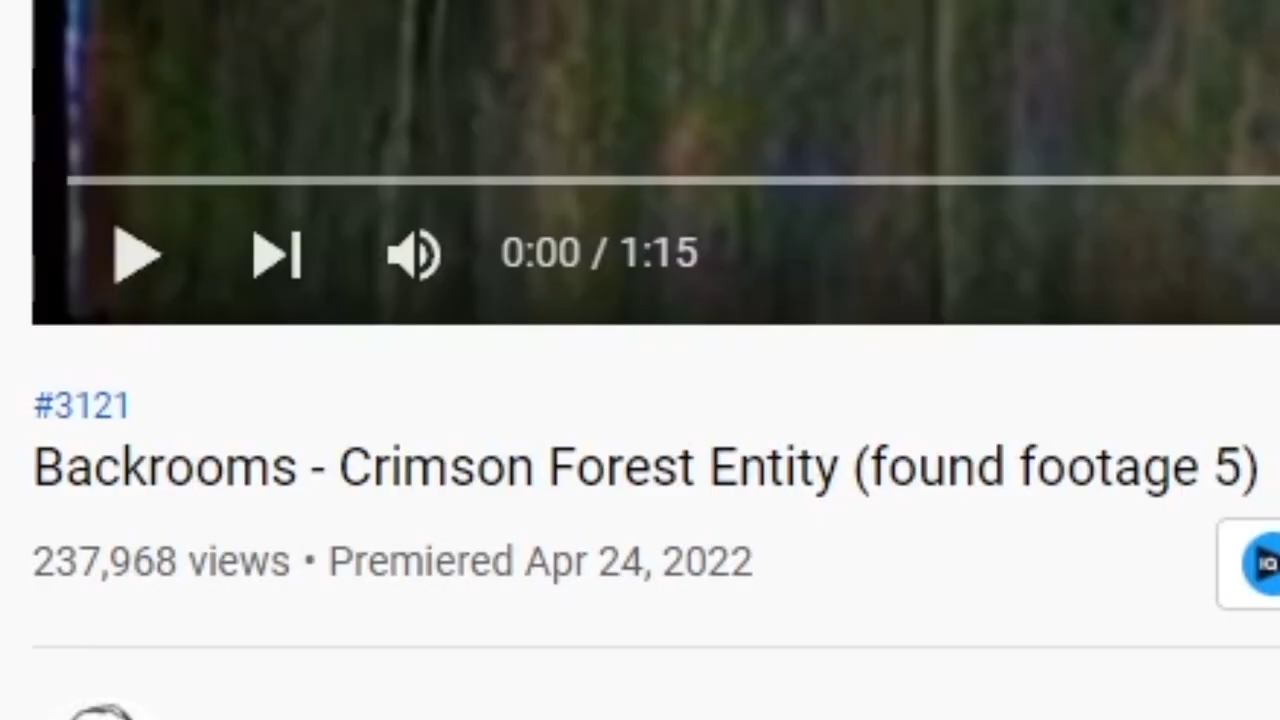 0:00 / 1:15
#3121
Backrooms - Crimson Forest Entity (found footage 5)
237,968 views • Premiered Apr 24, 2022
IQ